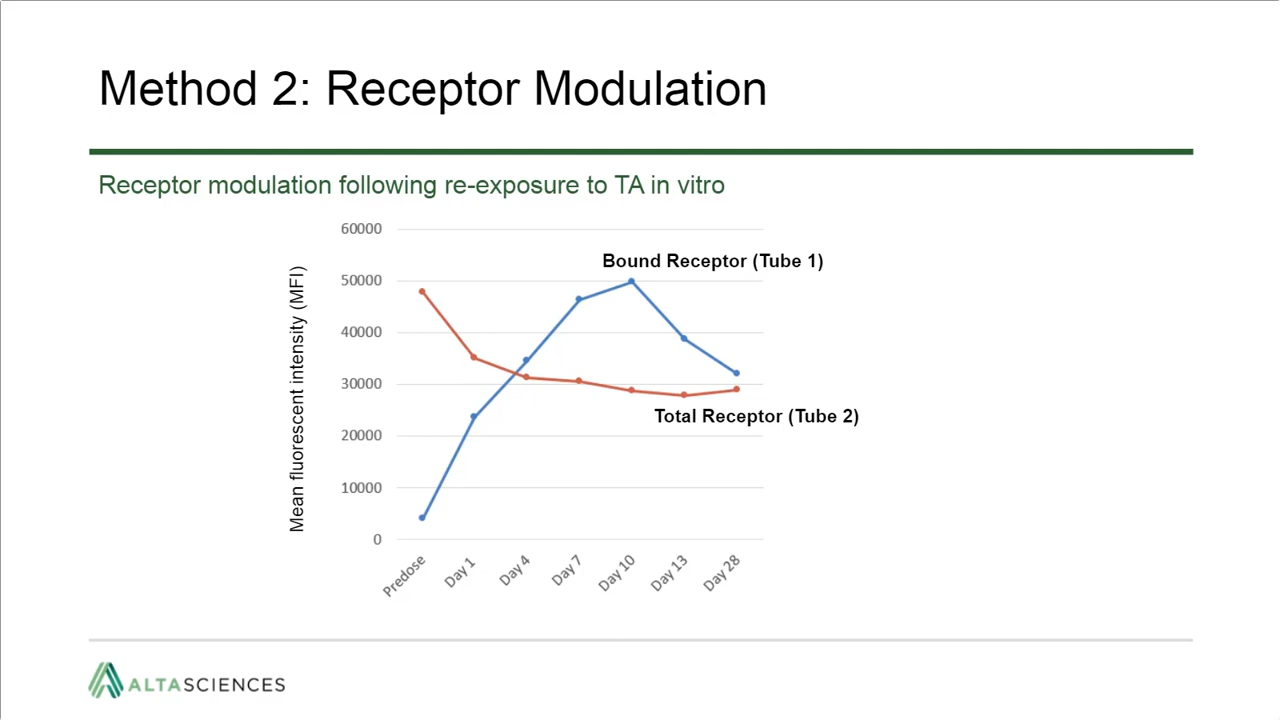 Method 2: Receptor Modulation
Receptor modulation following re-exposure to TA in vitro
60000
50000
40000
30000
20000
10000
0
Mean fluorescent intensity (MFI)
Bound Receptor (Tube 1)
Total Receptor (Tube 2)
Predose
Day 1
Day 4
Day 7
Day 10
Day 13
Day 28
ALTASCIENCES